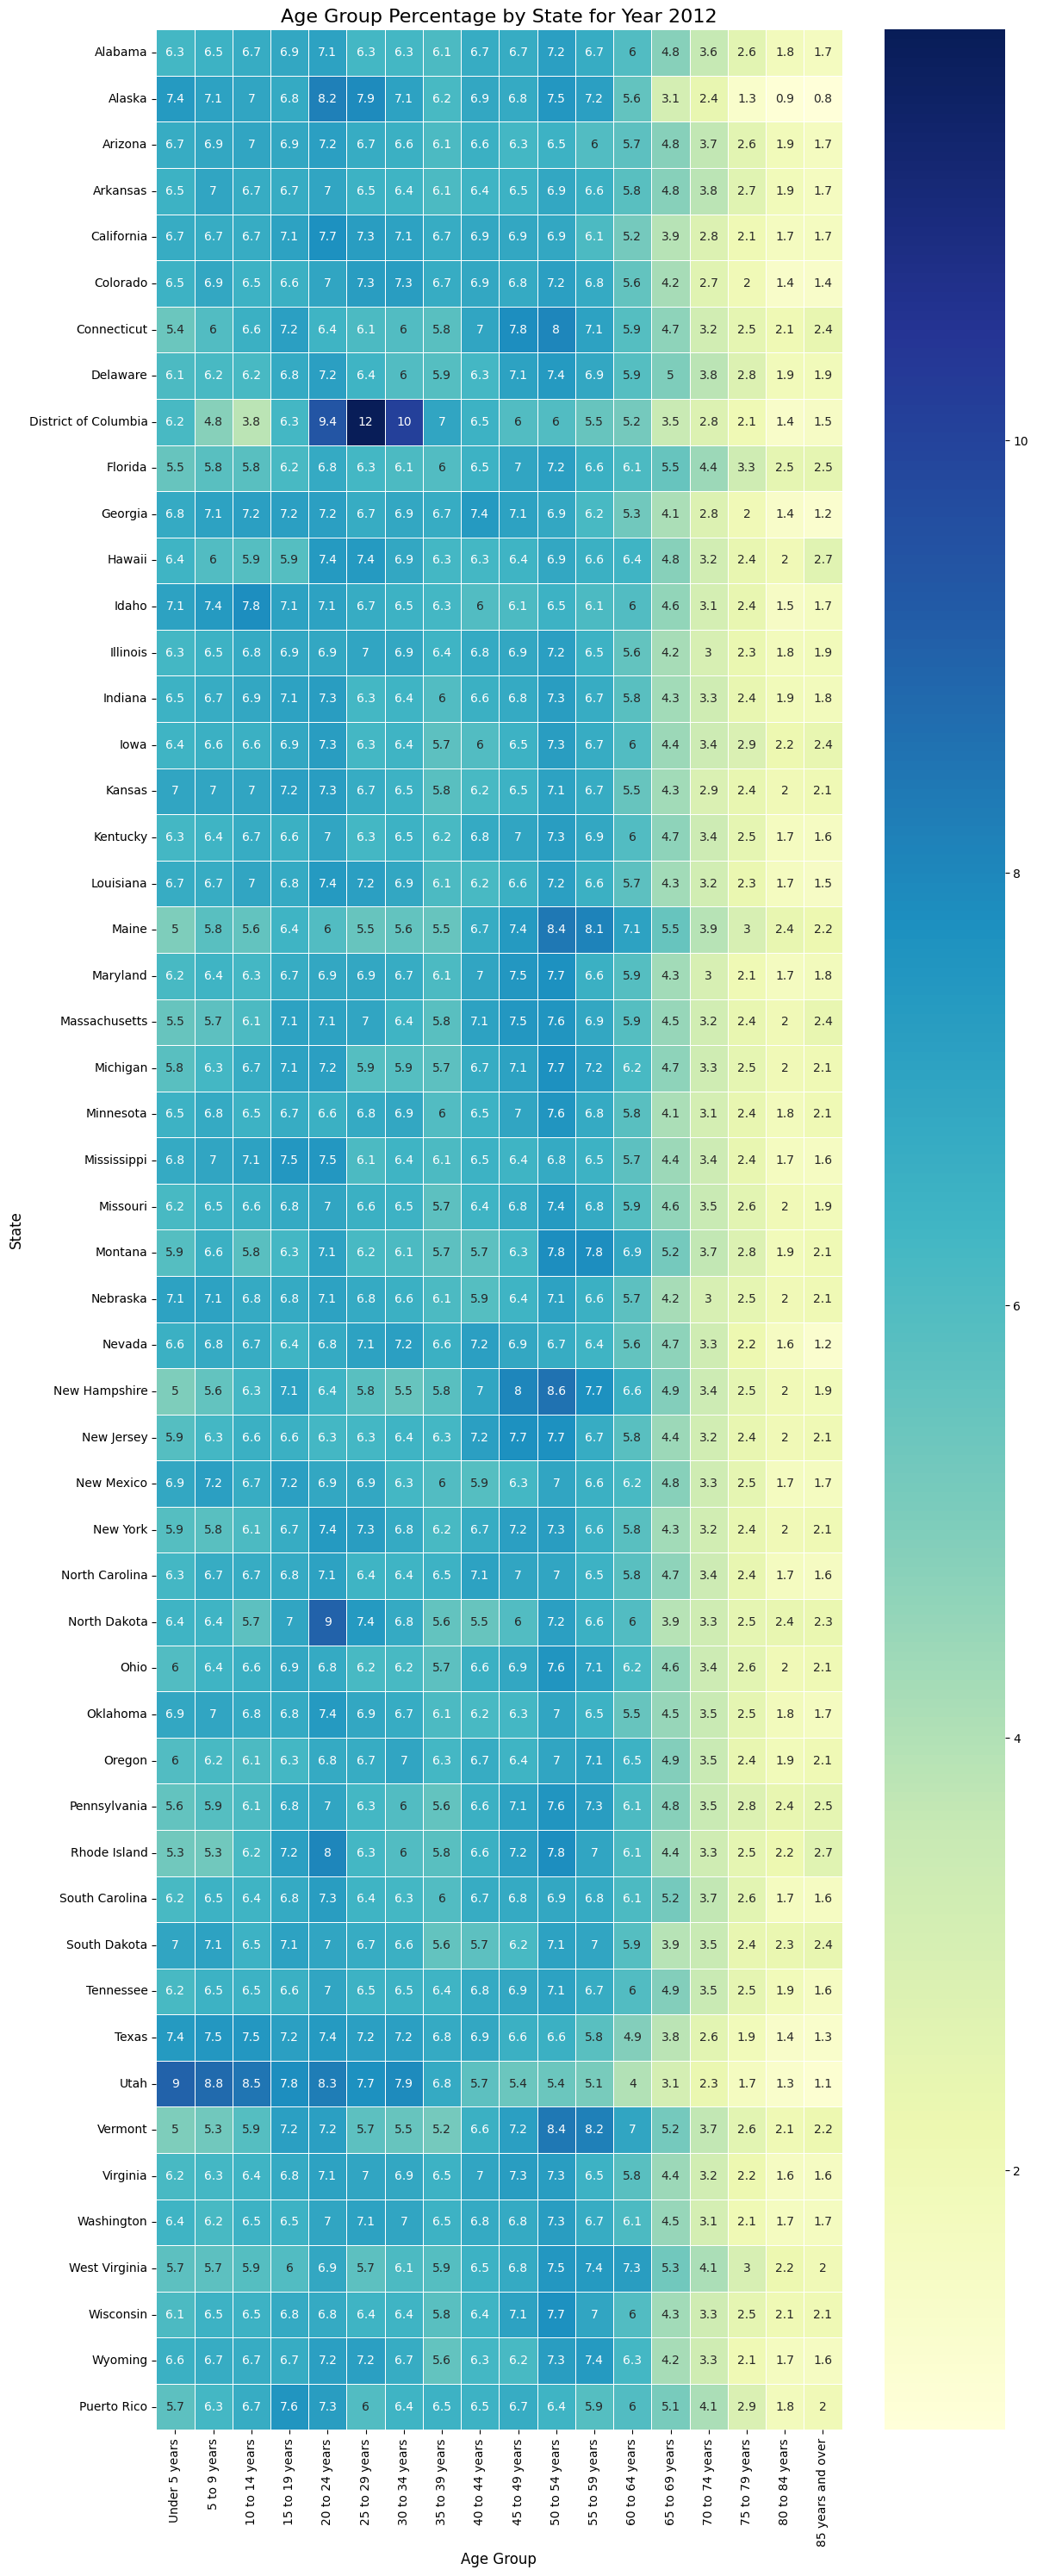 Age Group Percentage by State for Year 2012
Alabama 6.3 6.5 6.7 6.9 7.1 6.3 6.3 6.1 6.7 6.7 7.2 6.7 6 4.8 3.6 2.6 1.8 1.7
Alaska 7.4 7.1 7 6.8 8.2 7.9 7.1 6.2 6.9 6.8 7.5 7.2 5.6 3.1 2.4 1.3 0.9 0.8
Arizona 6.7 6.9 7 6.9 7.2 6.7 6.6 6.1 6.6 6.3 6.5 6 5.7 4.8 3.7 2.6 1.9 1.7
Arkansas 6.5 7 6.7 6.7 7 6.5 6.4 6.1 6.4 6.5 6.9 6.6 5.8 4.8 3.8 2.7 1.9 1.7
California 6.7 6.7 6.7 7.1 7.7 7.3 7.1 6.7 6.9 6.9 6.9 6.1 5.2 3.9 2.8 2.1 1.7 1.7
Colorado 6.5 6.9 6.5 6.6 7 7.3 7.3 6.7 6.9 6.8 7.2 6.8 5.6 4.2 2.7 2 1.4 1.4
Connecticut 5.4 6 6.6 7.2 6.4 6.1 6 5.8 7 7.8 8 7.1 5.9 4.7 3.2 2.5 2.1 2.4
Delaware 6.1 6.2 6.2 6.8 7.2 6.4 6 5.9 6.3 7.1 7.4 6.9 5.9 5 3.8 2.8 1.9 1.9
District of Columbia 6.2 4.8 3.8 6.3 9.4 12 10 7 6.5 6 6 5.5 5.2 3.5 2.8 2.1 1.4 1.5
10
Florida 5.5 5.8 5.8 6.2 6.8 6.3 6.1 6 6.5 7 7.2 6.6 6.1 5.5 4.4 3.3 2.5 2.5
Georgia 6.8 7.1 7.2 7.2 7.2 6.7 6.9 6.7 7.4 7.1 6.9 6.2 5.3 4.1 2.8 2 1.4 1.2
Hawaii 6.4 6 5.9 5.9 7.4 7.4 6.9 6.3 6.3 6.4 6.9 6.6 6.4 4.8 3.2 2.4 2 2.7
Idaho 7.1 7.4 7.8 7.1 7.1 6.7 6.5 6.3 6 6.1 6.5 6.1 6 4.6 3.1 2.4 1.5 1.7
Illinois 6.3 6.5 6.8 6.9 6.9 7 6.9 6.4 6.8 6.9 7.2 6.5 5.6 4.2 3 2.3 1.8 1.9
Indiana 6.5 6.7 6.9 7.1 7.3 6.3 6.4 6 6.6 6.8 7.3 6.7 5.8 4.3 3.3 2.4 1.9 1.8
Iowa 6.4 6.6 6.6 6.9 7.3 6.3 6.4 5.7 6 6.5 7.3 6.7 6 4.4 3.4 2.9 2.2 2.4
Kansas 7 7 7 7.2 7.3 6.7 6.5 5.8 6.2 6.5 7.1 6.7 5.5 4.3 2.9 2.4 2 2.1
Kentucky 6.3 6.4 6.7 6.6 7 6.3 6.5 6.2 6.8 7 7.3 6.9 6 4.7 3.4 2.5 1.7 1.6
Louisiana 6.7 6.7 7 6.8 7.4 7.2 6.9 6.1 6.2 6.6 7.2 6.6 5.7 4.3 3.2 2.3 1.7 1.5
8
Maine 5 5.8 5.6 6.4 6 5.5 5.6 5.5 6.7 7.4 8.4 8.1 7.1 5.5 3.9 3 2.4 2.2
Maryland 6.2 6.4 6.3 6.7 6.9 6.9 6.7 6.1 7 7.5 7.7 6.6 5.9 4.3 3 2.1 1.7 1.8
Massachusetts 5.5 5.7 6.1 7.1 7.1 7 6.4 5.8 7.1 7.5 7.6 6.9 5.9 4.5 3.2 2.4 2 2.4
Michigan 5.8 6.3 6.7 7.1 7.2 5.9 5.9 5.7 6.7 7.1 7.7 7.2 6.2 4.7 3.3 2.5 2 2.1
Minnesota 6.5 6.8 6.5 6.7 6.6 6.8 6.9 6 6.5 7 7.6 6.8 5.8 4.1 3.1 2.4 1.8 2.1
Mississippi 6.8 7 7.1 7.5 7.5 6.1 6.4 6.1 6.5 6.4 6.8 6.5 5.7 4.4 3.4 2.4 1.7 1.6
Missouri 6.2 6.5 6.6 6.8 7 6.6 6.5 5.7 6.4 6.8 7.4 6.8 5.9 4.6 3.5 2.6 2 1.9
State
Montana 5.9 6.6 5.8 6.3 7.1 6.2 6.1 5.7 5.7 6.3 7.8 7.8 6.9 5.2 3.7 2.8 1.9 2.1
Nebraska 7.1 7.1 6.8 6.8 7.1 6.8 6.6 6.1 5.9 6.4 7.1 6.6 5.7 4.2 3 2.5 2 2.1
6
Nevada 6.6 6.8 6.7 6.4 6.8 7.1 7.2 6.6 7.2 6.9 6.7 6.4 5.6 4.7 3.3 2.2 1.6 1.2
New Hampshire 5 5.6 6.3 7.1 6.4 5.8 5.5 5.8 7 8 8.6 7.7 6.6 4.9 3.4 2.5 2 1.9
New Jersey 5.9 6.3 6.6 6.6 6.3 6.3 6.4 6.3 7.2 7.7 7.7 6.7 5.8 4.4 3.2 2.4 2 2.1
New Mexico 6.9 7.2 6.7 7.2 6.9 6.9 6.3 6 5.9 6.3 7 6.6 6.2 4.8 3.3 2.5 1.7 1.7
New York 5.9 5.8 6.1 6.7 7.4 7.3 6.8 6.2 6.7 7.2 7.3 6.6 5.8 4.3 3.2 2.4 2 2.1
North Carolina 6.3 6.7 6.7 6.8 7.1 6.4 6.4 6.5 7.1 7 7 6.5 5.8 4.7 3.4 2.4 1.7 1.6
North Dakota 6.4 6.4 5.7 7 9 7.4 6.8 5.6 5.5 6 7.2 6.6 6 3.9 3.3 2.5 2.4 2.3
Ohio 6 6.4 6.6 6.9 6.8 6.2 6.2 5.7 6.6 6.9 7.6 7.1 6.2 4.6 3.4 2.6 2 2.1
Oklahoma 6.9 7 6.8 6.8 7.4 6.9 6.7 6.1 6.2 6.3 7 6.5 5.5 4.5 3.5 2.5 1.8 1.7
4
Oregon 6 6.2 6.1 6.3 6.8 6.7 7 6.3 6.7 6.4 7 7.1 6.5 4.9 3.5 2.4 1.9 2.1
Pennsylvania 5.6 5.9 6.1 6.8 7 6.3 6 5.6 6.6 7.1 7.6 7.3 6.1 4.8 3.5 2.8 2.4 2.5
Rhode Island 5.3 5.3 6.2 7.2 8 6.3 6 5.8 6.6 7.2 7.8 7 6.1 4.4 3.3 2.5 2.2 2.7
South Carolina 6.2 6.5 6.4 6.8 7.3 6.4 6.3 6 6.7 6.8 6.9 6.8 6.1 5.2 3.7 2.6 1.7 1.6
South Dakota 7 7.1 6.5 7.1 7 6.7 6.6 5.6 5.7 6.2 7.1 7 5.9 3.9 3.5 2.4 2.3 2.4
Tennessee 6.2 6.5 6.5 6.6 7 6.5 6.5 6.4 6.8 6.9 7.1 6.7 6 4.9 3.5 2.5 1.9 1.6
Texas 7.4 7.5 7.5 7.2 7.4 7.2 7.2 6.8 6.9 6.6 6.6 5.8 4.9 3.8 2.6 1.9 1.4 1.3
Utah 9 8.8 8.5 7.8 8.3 7.7 7.9 6.8 5.7 5.4 5.4 5.1 4 3.1 2.3 1.7 1.3 1.1
Vermont 5 5.3 5.9 7.2 7.2 5.7 5.5 5.2 6.6 7.2 8.4 8.2 7 5.2 3.7 2.6 2.1 2.2
Virginia 6.2 6.3 6.4 6.8 7.1 7 6.9 6.5 7 7.3 7.3 6.5 5.8 4.4 3.2 2.2 1.6 1.6
2
Washington 6.4 6.2 6.5 6.5 7 7.1 7 6.5 6.8 6.8 7.3 6.7 6.1 4.5 3.1 2.1 1.7 1.7
West Virginia 5.7 5.7 5.9 6 6.9 5.7 6.1 5.9 6.5 6.8 7.5 7.4 7.3 5.3 4.1 3 2.2 2
Wisconsin 6.1 6.5 6.5 6.8 6.8 6.4 6.4 5.8 6.4 7.1 7.7 7 6 4.3 3.3 2.5 2.1 2.1
Wyoming 6.6 6.7 6.7 6.7 7.2 7.2 6.7 5.6 6.3 6.2 7.3 7.4 6.3 4.2 3.3 2.1 1.7 1.6
Puerto Rico 5.7 6.3 6.7 7.6 7.3 6 6.4 6.5 6.5 6.7 6.4 5.9 6 5.1 4.1 2.9 1.8 2
Under 5 years
5 to 9 years
10 to 14 years
15 to 19 years
20 to 24 years
25 to 29 years
30 to 34 years
35 to 39 years
40 to 44 years
45 to 49 years
50 to 54 years
55 to 59 years
60 to 64 years
65 to 69 years
70 to 74 years
75 to 79 years
80 to 84 years
85 years and over
Age Group